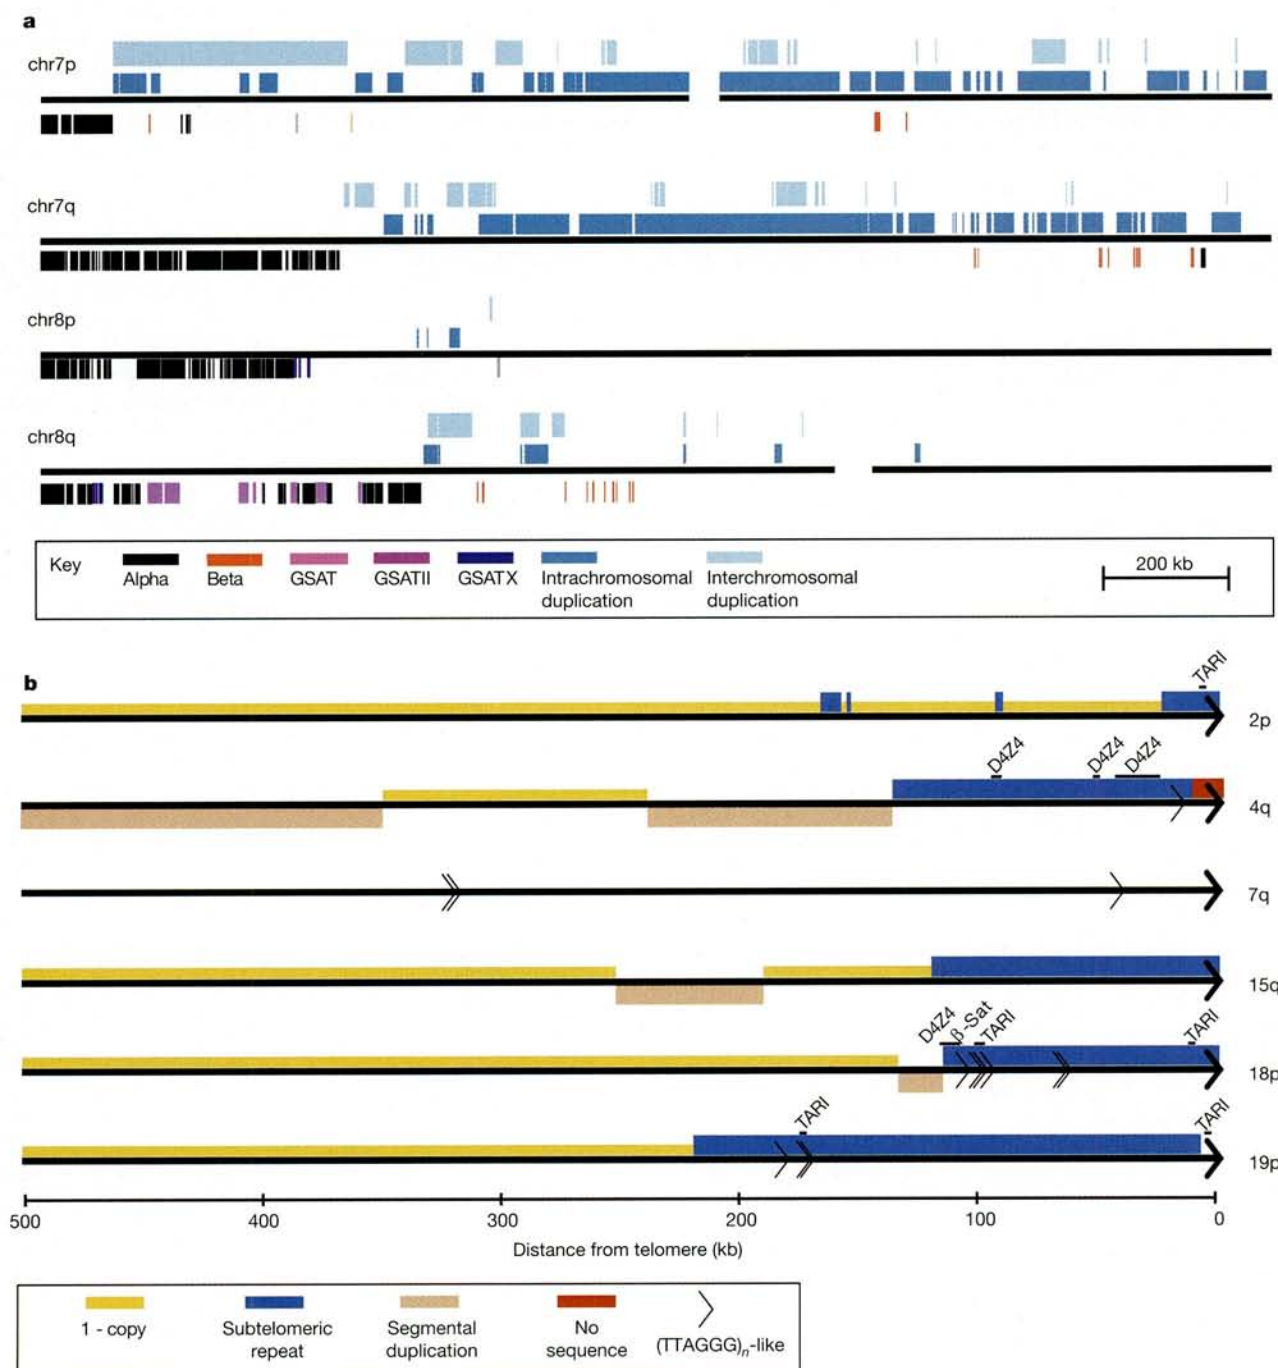 a
chr7p
chr7q
chr8p
chr8q
Key
Alpha
Beta
GSAT
GSATII
GSATX
Intrachromosomal
duplication
Interchromosomal
duplication
200 kb
b
TARI
2p
D4Z4
D4Z4
D4Z4
4q
7q
15q
D4Z4
β-Sat
TARI
TARI
18p
TARI
TARI
19p
500
400
300
200
100
0
Distance from telomere (kb)
1 - copy
Subtelomeric
repeat
Segmental
duplication
No
sequence
(TTAGGG)n-like